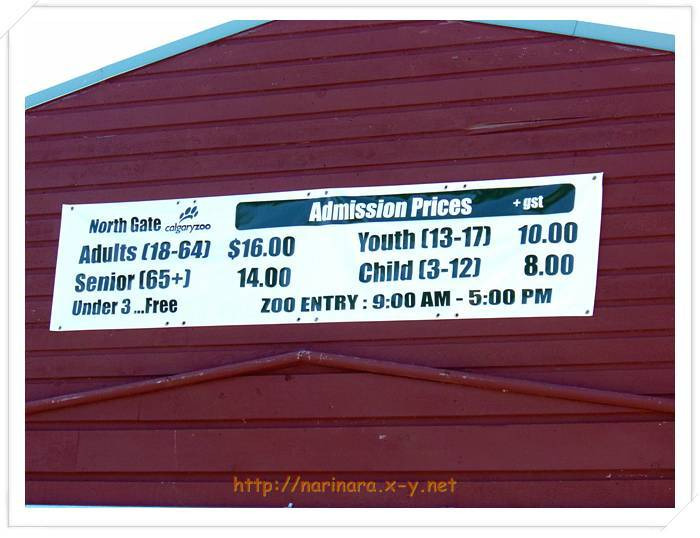 North Gate calgaryzoo Admission Prices + gst
Adults (18-64) $16.00 Youth (13-17) 10.00
Senior (65+) 14.00 Child (3-12) 8.00
Under 3 ...Free ZOO ENTRY : 9:00 AM - 5:00 PM
http://narinara.x-y.net